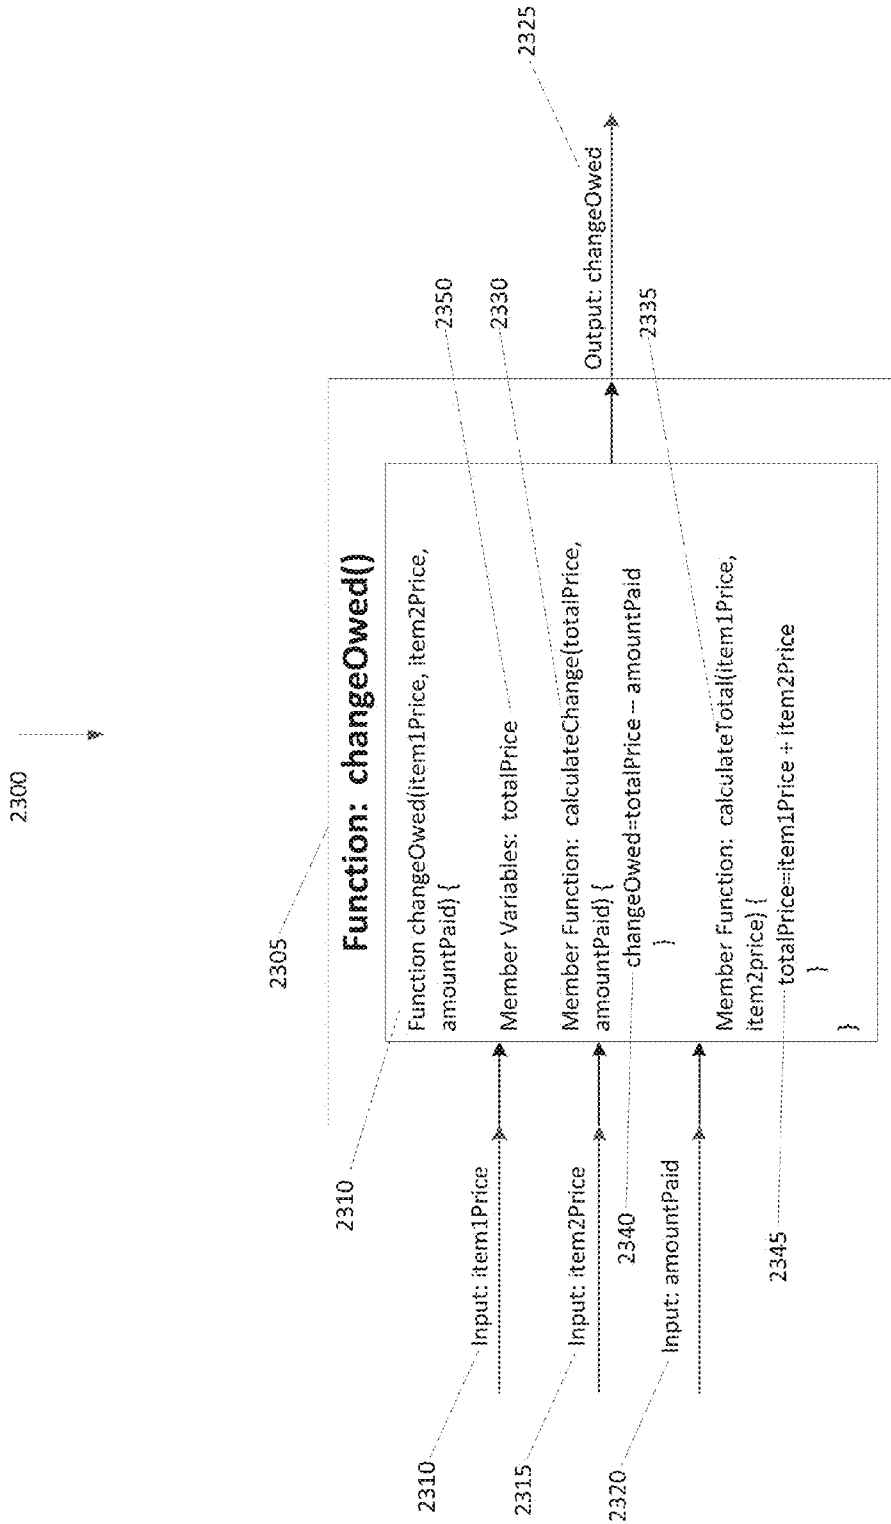 2300
2305
Function: changeOwed()
2310
Function changeOwed(item1Price, item2Price,
amountPaid) {
Member Variables: totalPrice
2350
Member Function: calculateChange(totalPrice,
amountPaid) {
2330
changeOwed=totalPrice – amountPaid
}
2340
Member Function: calculateTotal(item1Price,
item2price) {
2335
totalPrice=item1Price + item2Price
}
2345
}
Input: item1Price
2310
Input: item2Price
2315
Input: amountPaid
2320
Output: changeOwed
2325